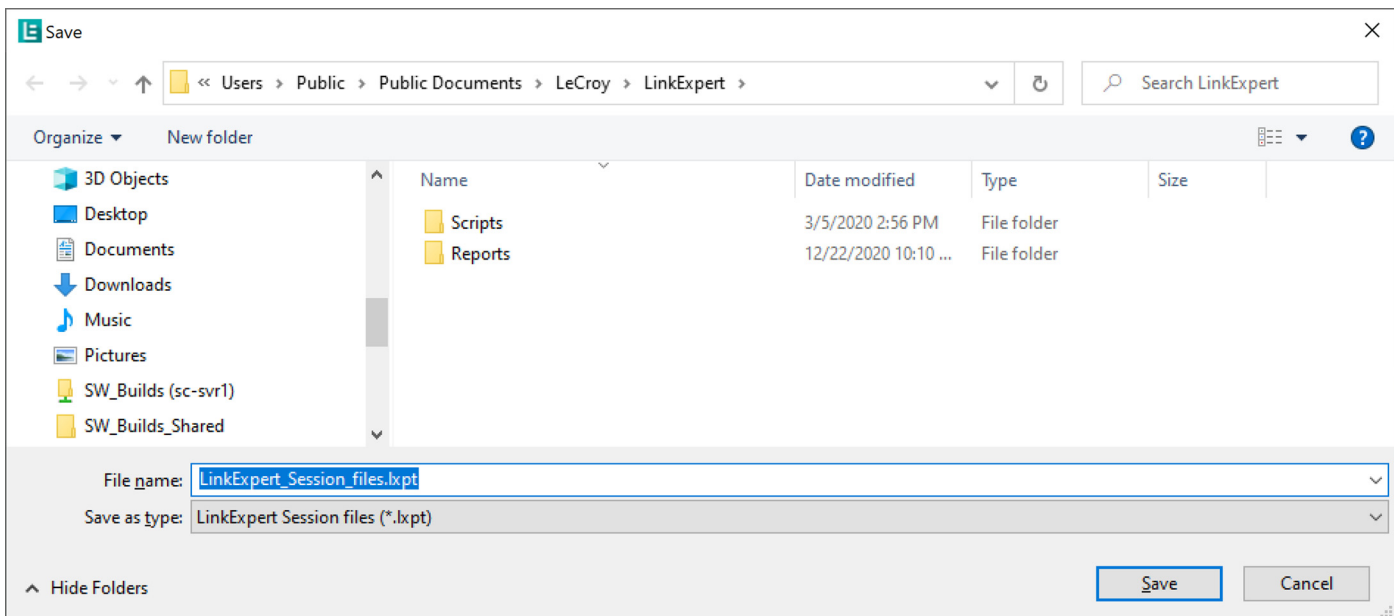 Save
« Users > Public > Public Documents > LeCroy > LinkExpert >
Search LinkExpert
Organize
New folder
Name Date modified Type Size
3D Objects
Desktop
Documents
Downloads
Music
Pictures
SW_Builds (sc-svr1)
SW_Builds_Shared
Scripts 3/5/2020 2:56 PM File folder
Reports 12/22/2020 10:10 ... File folder
File name: LinkExpert_Session_files.lxpt
Save as type: LinkExpert Session files (*.lxpt)
Hide Folders
Save
Cancel